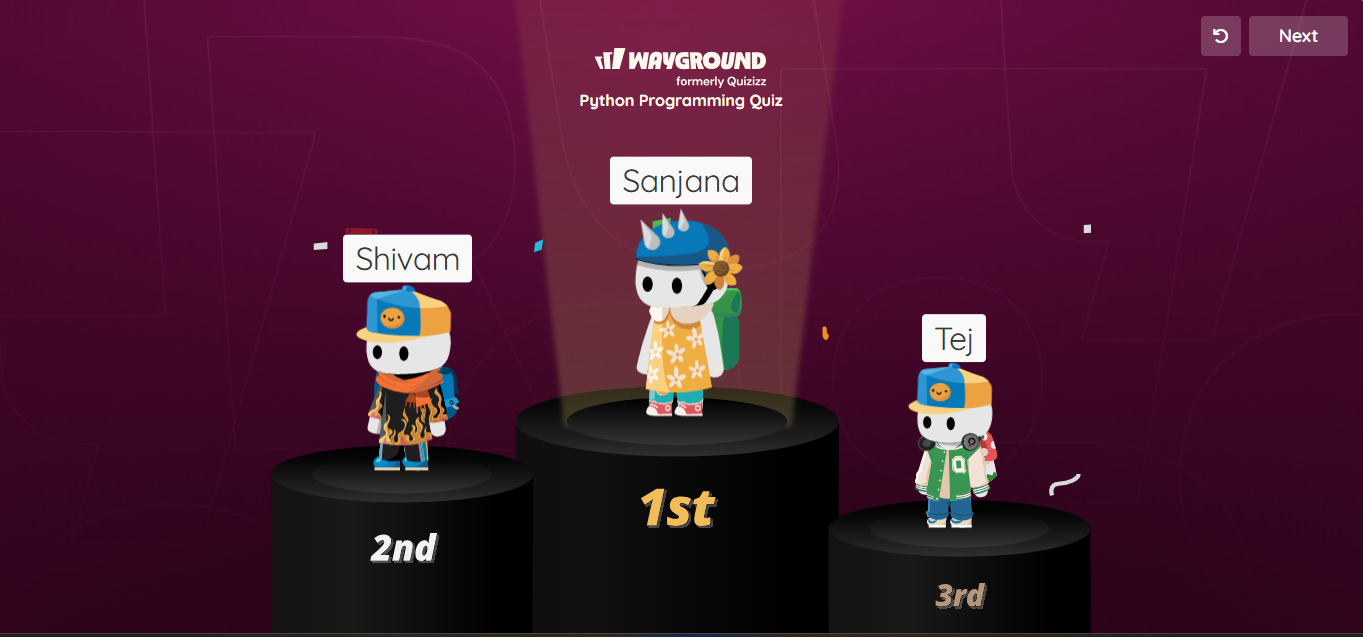 Next
WAYGROUND
formerly Quizizz
Python Programming Quiz
Sanjana
Shivam
Tej
1st
2nd
3rd
Q